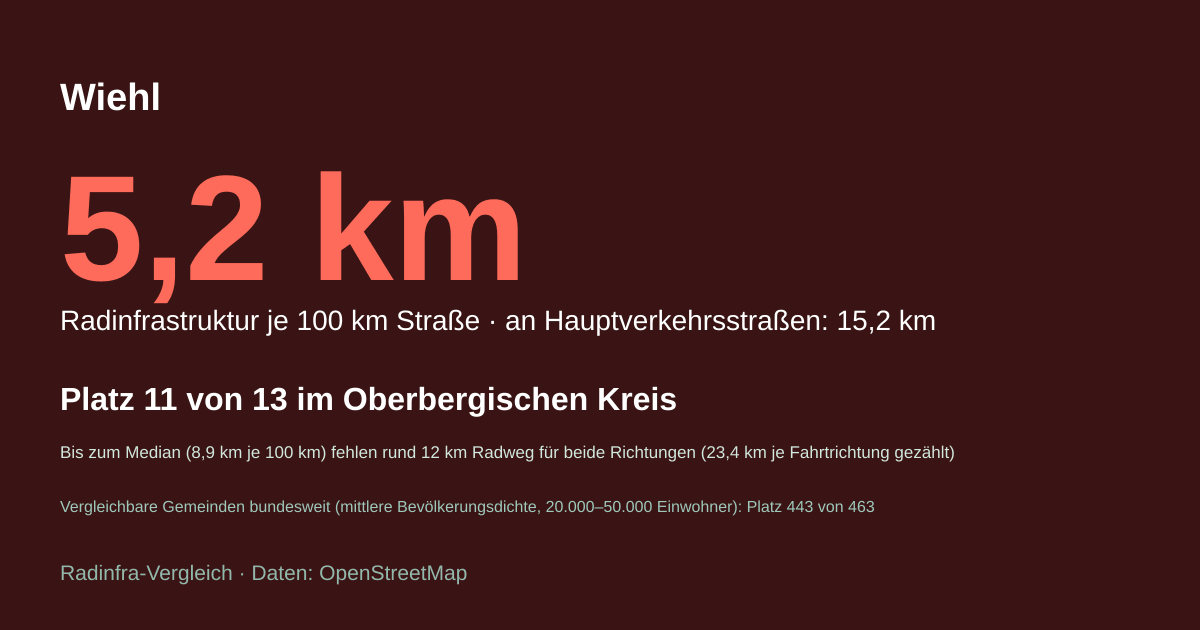 Wiehl
5,2 km
Radinfrastruktur je 100 km Straße · an Hauptverkehrsstraßen: 15,2 km
Platz 11 von 13 im Oberbergischen Kreis
Bis zum Median (8,9 km je 100 km) fehlen rund 12 km Radweg für beide Richtungen (23,4 km je Fahrtrichtung gezählt)
Vergleichbare Gemeinden bundesweit (mittlere Bevölkerungsdichte, 20.000–50.000 Einwohner): Platz 443 von 463
Radinfra-Vergleich · Daten: OpenStreetMap